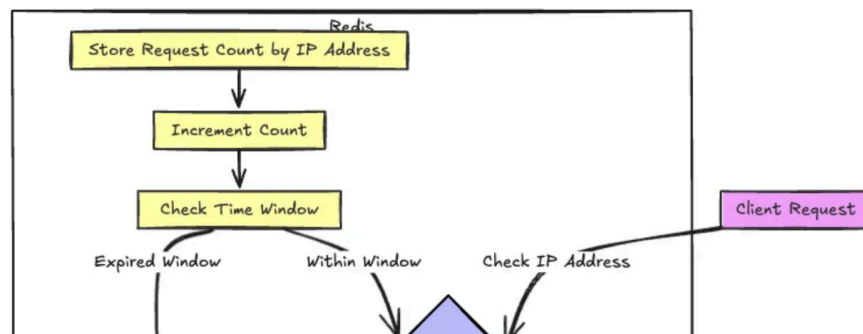 Redis
Store Request Count by IP Address
Increment Count
Check Time Window
Client Request
Expired Window
Within Window
Check IP Address